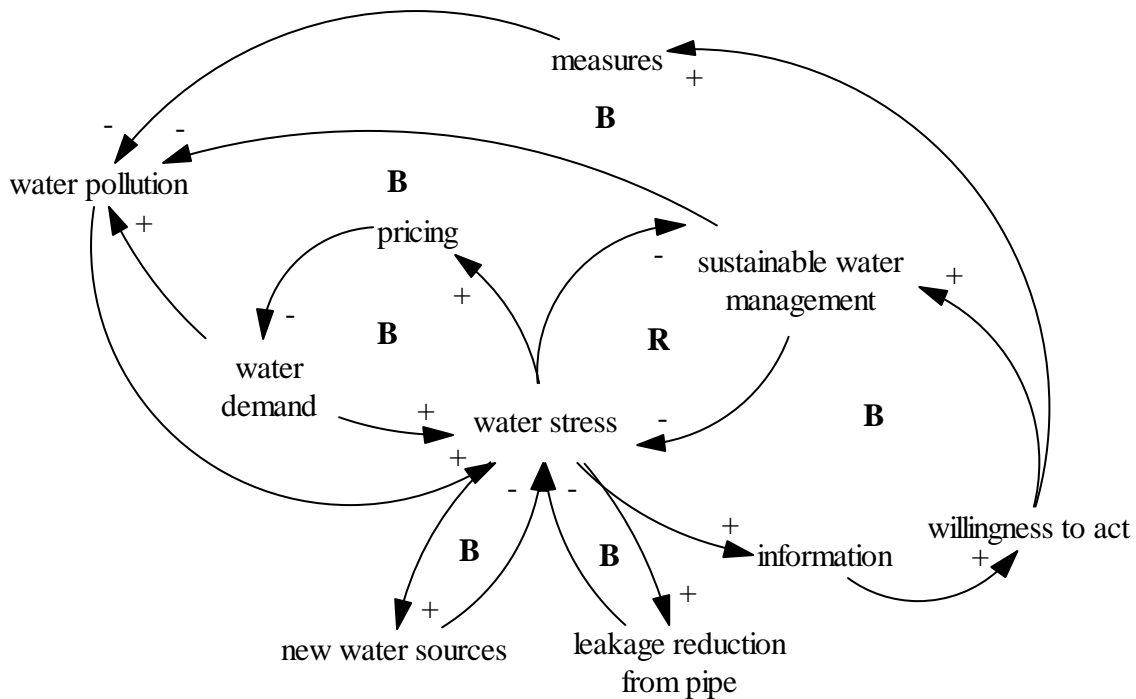 measures
+
B
-
-
water pollution
B
+
pricing
-
sustainable water
management
+
+
-
B
R
water
demand
+
water stress
-
B
+
-
-
+
willingness to act
B
B
information
+
+
+
new water sources
leakage reduction
from pipe